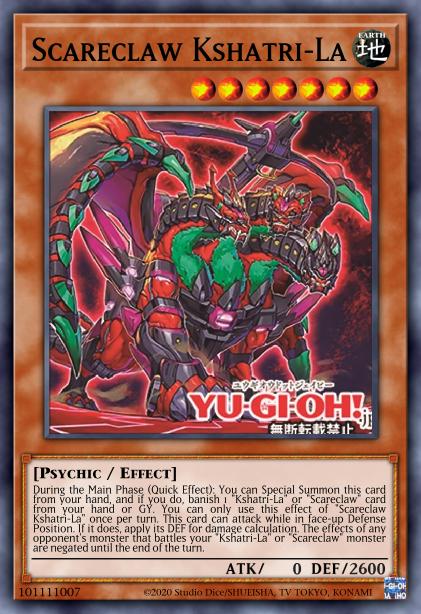 SCARECLAW KSHATRI-LA
EARTH
地
ユウギオウドットジェイピー
YU-GI-OH!
無断転載禁止
[PSYCHIC / EFFECT]
During the Main Phase (Quick Effect): You can Special Summon this card
from your hand, and if you do, banish 1 "Kshatri-La" or "Scareclaw" card
from your hand or GY. You can only use this effect of "Scareclaw
Kshatri-La" once per turn. This card can attack while in face-up Defense
Position. If it does, apply its DEF for damage calculation. The effects of any
opponent's monster that battles your "Kshatri-La" or "Scareclaw" monster
are negated until the end of the turn.
ATK/ 0 DEF/2600
101111007
©2020 Studio Dice/SHUEISHA, TV TOKYO, KONAMI